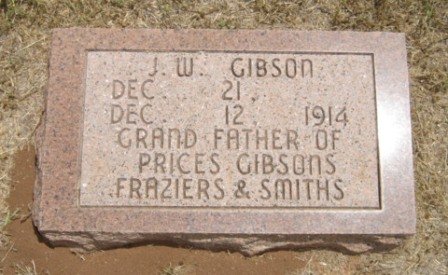 J. W. GIBSON
DEC. 21,
DEC. 12 1914
GRAND FATHER OF
PRICES GIBSONS
FRAZIERS & SMITHS